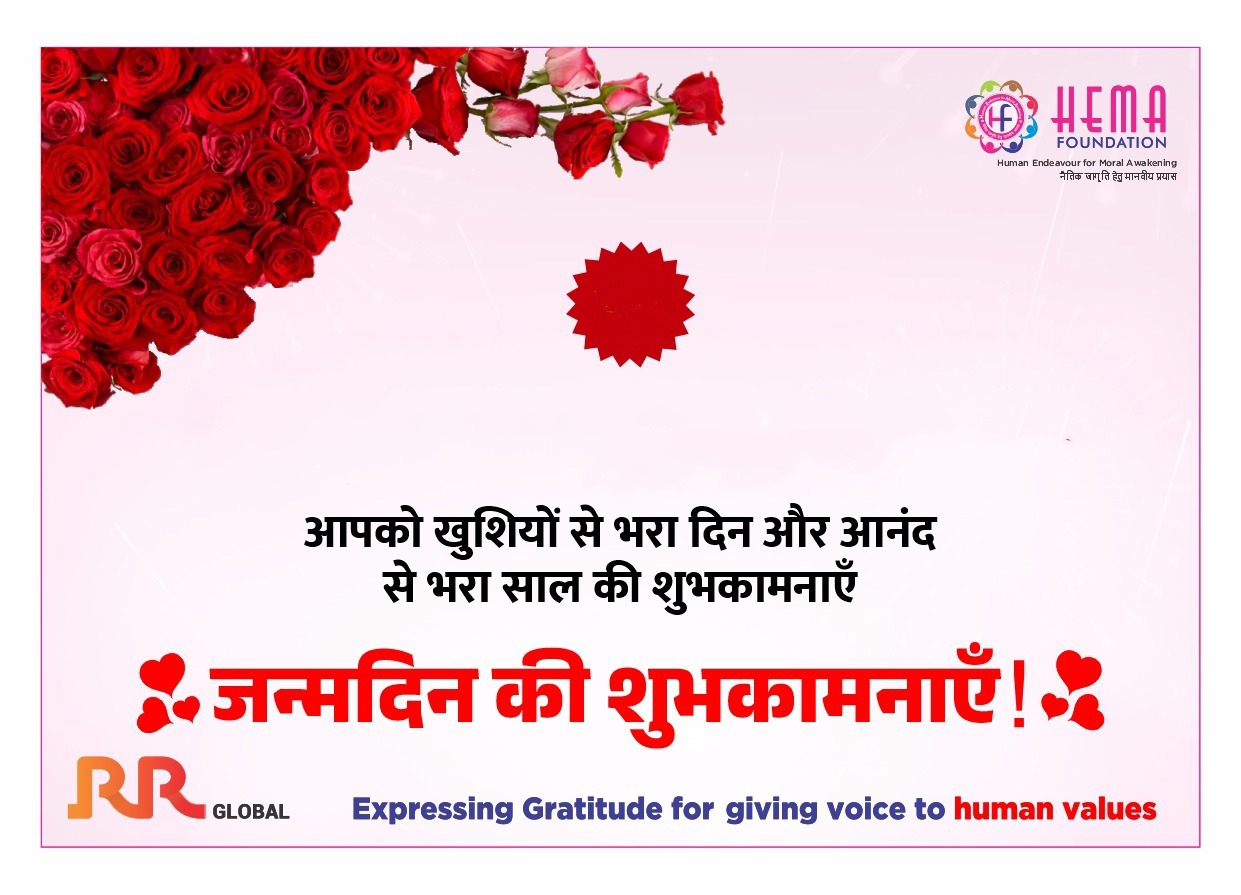 HEMA
FOUNDATION
Human Endeavour for Moral Awakening
नैतिक जागृति हेतु मानवीय प्रयास
HF
आपको खुशियों से भरा दिन और आनंद
से भरा साल की शुभकामनाएँ
जन्मदिन की शुभकामनाएँ!
RR GLOBAL
Expressing Gratitude for giving voice to human values